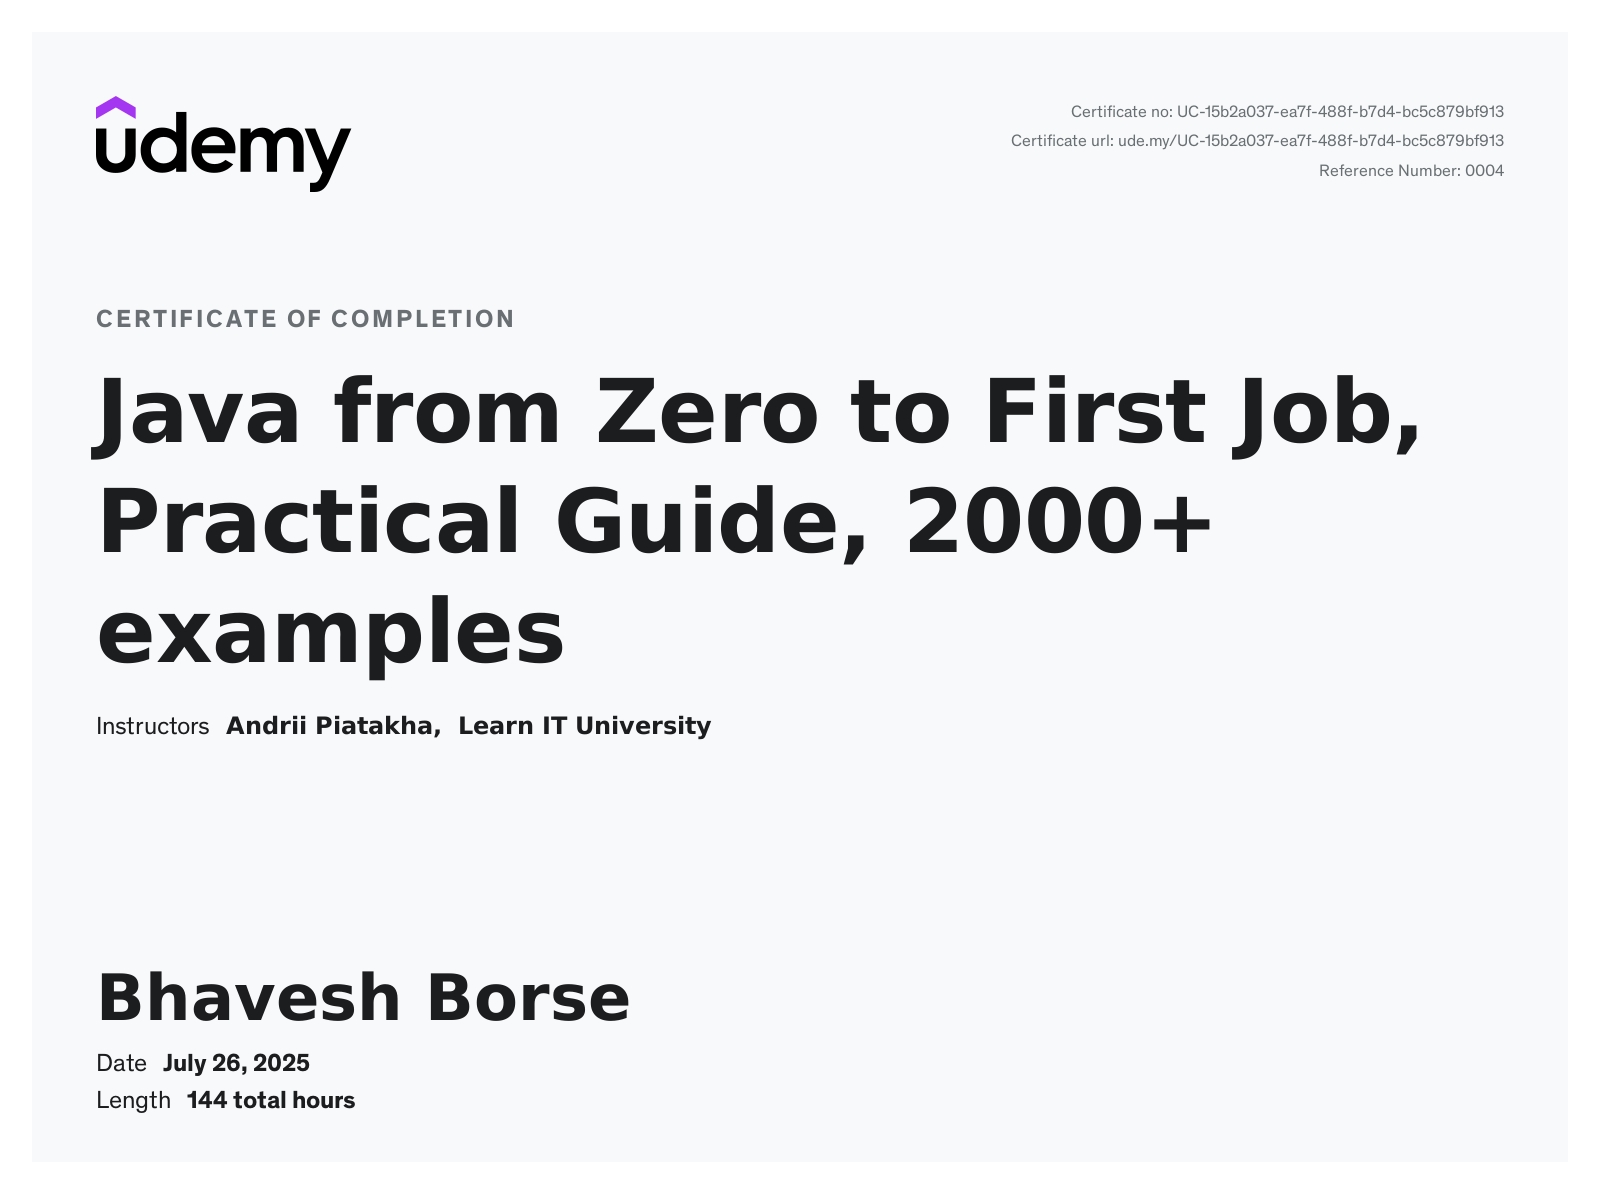 udemy
Certificate no: UC-15b2a037-ea7f-488f-b7d4-bc5c879bf913
Certificate url: ude.my/UC-15b2a037-ea7f-488f-b7d4-bc5c879bf913
Reference Number: 0004
CERTIFICATE OF COMPLETION
Java from Zero to First Job,
Practical Guide, 2000+
examples
Instructors Andrii Piatakha, Learn IT University
Bhavesh Borse
Date July 26, 2025
Length 144 total hours